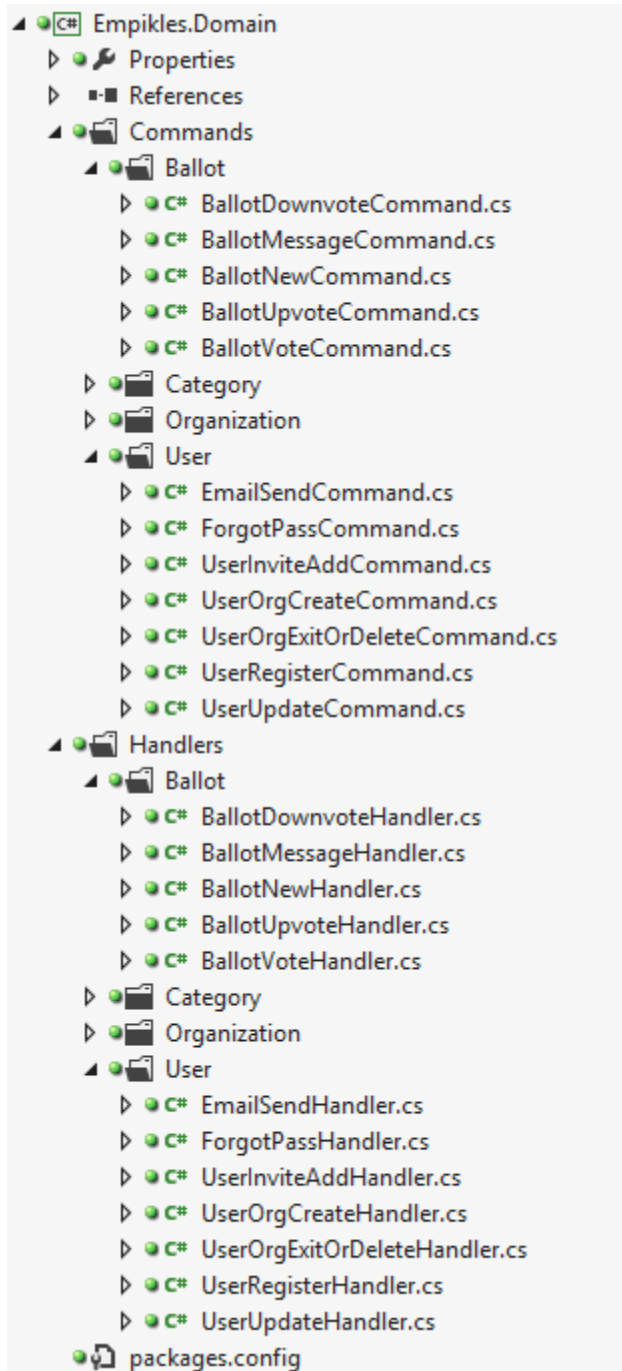 C# Empikles.Domain
Properties
References
Commands
Ballot
C# BallotDownvoteCommand.cs
C# BallotMessageCommand.cs
C# BallotNewCommand.cs
C# BallotUpvoteCommand.cs
C# BallotVoteCommand.cs
Category
Organization
User
C# EmailSendCommand.cs
C# ForgotPassCommand.cs
C# UserInviteAddCommand.cs
C# UserOrgCreateCommand.cs
C# UserOrgExitOrDeleteCommand.cs
C# UserRegisterCommand.cs
C# UserUpdateCommand.cs
Handlers
Ballot
C# BallotDownvoteHandler.cs
C# BallotMessageHandler.cs
C# BallotNewHandler.cs
C# BallotUpvoteHandler.cs
C# BallotVoteHandler.cs
Category
Organization
User
C# EmailSendHandler.cs
C# ForgotPassHandler.cs
C# UserInviteAddHandler.cs
C# UserOrgCreateHandler.cs
C# UserOrgExitOrDeleteHandler.cs
C# UserRegisterHandler.cs
C# UserUpdateHandler.cs
packages.config